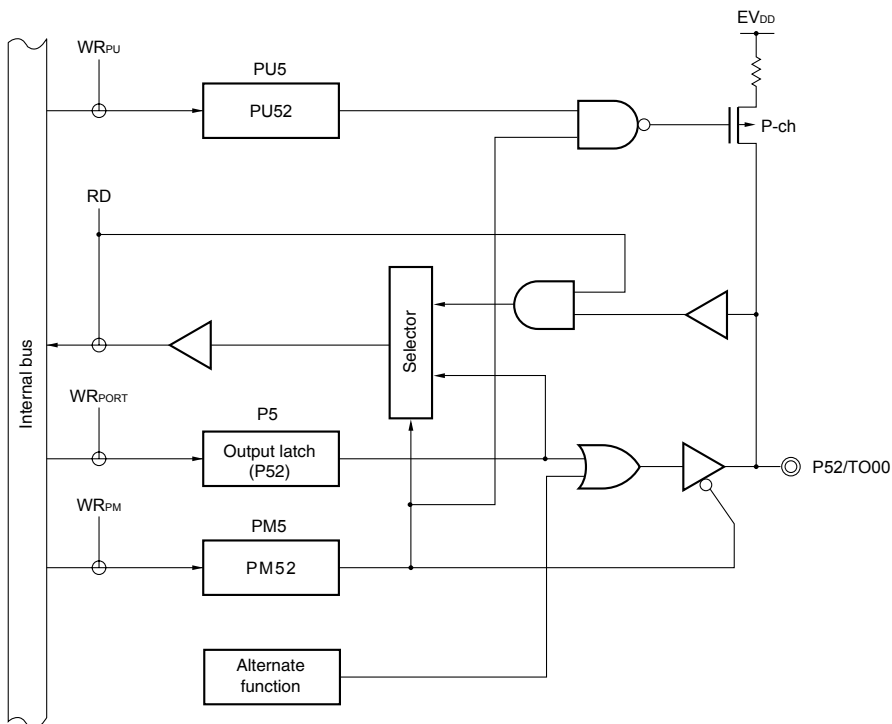 EVDD
WRPU
PU5
PU52
P-ch
RD
Selector
Internal bus
WRPORT
P5
Output latch
(P52)
P52/TO00
WRPM
PM5
PM52
Alternate
function